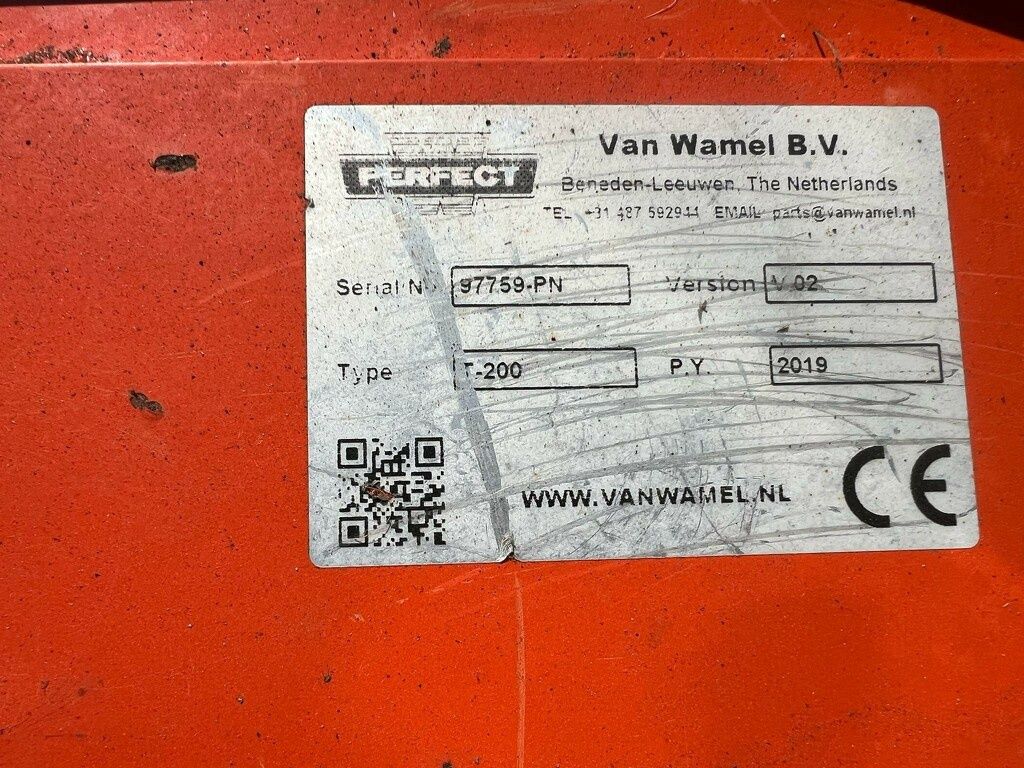 PERFECT
Van Wamel B.V.
Beneden-Leeuwen, The Netherlands
TEL +31 487 592944 EMAIL parts@vanwamel.nl
Serial N 97759-PN Version V.02
Type T-200 P.Y. 2019
WWW.VANWAMEL.NL
CE